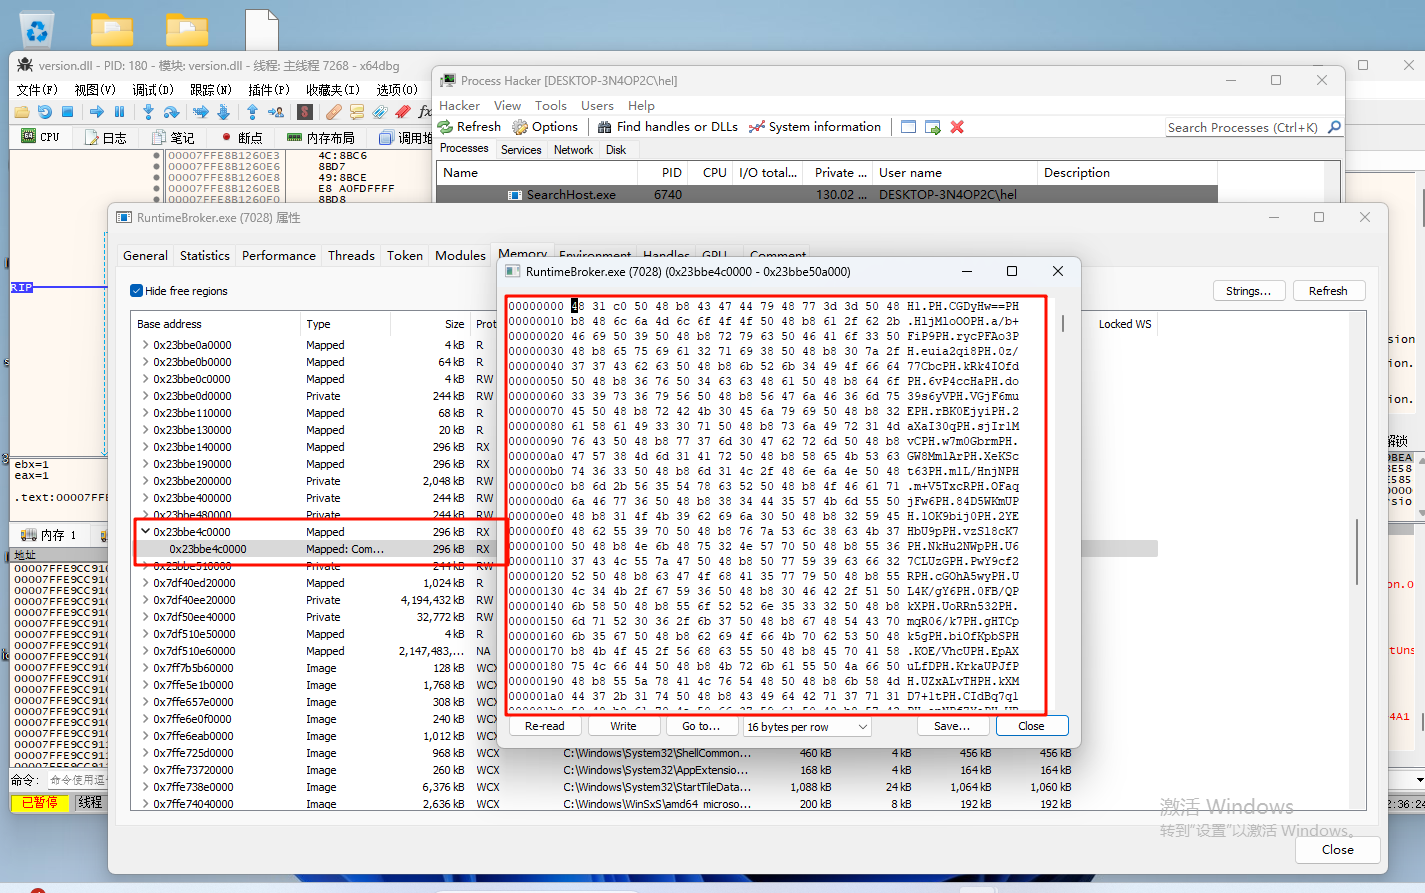 version.dll - PID: 180 - 模块: version.dll - 线程: 主线程 7268 - x64dbg
文件(F) 视图(V) 调试(D) 跟踪(N) 插件(P) 收藏夹(I) 选项(O)
CPU 日志 笔记 断点 内存布局 调用堆
00007FFE8B1260E3 4C:8BC6
00007FFE8B1260E6 8BD7
00007FFE8B1260E8 49:8BCE
00007FFE8B1260EB E8 A0FDFFFF
00007FFE8B1260F0 8BD8
RIP
ebx=1
eax=1
.text:00007FFE
内存 1
地址
命令: 命令使用逗
已暂停 线程
Process Hacker [DESKTOP-3N4OP2C\hel]
Hacker View Tools Users Help
Refresh Options Find handles or DLLs System information Search Processes (Ctrl+K)
Processes Services Network Disk
Name PID CPU I/O total... Private ... User name Description
SearchHost.exe 6740 130.02 ... DESKTOP-3N4OP2C\hel
RuntimeBroker.exe (7028) 属性
General Statistics Performance Threads Token Modules Memory Environment Handles GPU Comment
Hide free regions Strings... Refresh
Base address Type Size Prot Locked WS
0x23bbe0a0000 Mapped 4 kB R
0x23bbe0b0000 Mapped 64 kB R
0x23bbe0c0000 Mapped 4 kB RW
0x23bbe0d0000 Private 244 kB RW
0x23bbe110000 Mapped 68 kB R
0x23bbe130000 Mapped 20 kB R
0x23bbe140000 Mapped 296 kB RX
0x23bbe190000 Mapped 296 kB RX
0x23bbe200000 Private 2,048 kB RW
0x23bbe400000 Private 244 kB RW
0x23bbe480000 Private 244 kB RW
0x23bbe4c0000 Mapped 296 kB RX
0x23bbe4c0000 Mapped: Com... 296 kB RX
0x23bbe510000 Private 244 kB RW
0x7df40ed20000 Mapped 1,024 kB R
0x7df40ee20000 Private 4,194,432 kB RW
0x7df50ee40000 Private 32,772 kB RW
0x7df510e50000 Mapped 4 kB R
0x7df510e60000 Mapped 2,147,483,... NA
0x7ff7b5b60000 Image 128 kB WCX
0x7ffe5e1b0000 Image 1,768 kB WCX
0x7ffe657e0000 Image 308 kB WCX
0x7ffe6e0f0000 Image 240 kB WCX
0x7ffe6eab0000 Image 1,012 kB WCX
0x7ffe725d0000 Image 968 kB WCX C:\Windows\System32\ShellCommon... 460 kB 4 kB 456 kB 456 kB
0x7ffe73720000 Image 260 kB WCX C:\Windows\System32\AppExtensio... 168 kB 4 kB 164 kB 164 kB
0x7ffe738e0000 Image 6,376 kB WCX C:\Windows\System32\StartTileData... 1,088 kB 24 kB 1,064 kB 1,060 kB
0x7ffe74040000 Image 2,636 kB WCX C:\Windows\WinSxS\amd64_microso... 200 kB 8 kB 192 kB 192 kB
RuntimeBroker.exe (7028) (0x23bbe4c0000 - 0x23bbe50a000)
00000000 48 31 c0 50 48 b8 43 47 44 79 48 77 3d 3d 50 48 H1.PH.CGDyHw==PH
00000010 b8 48 6c 6a 4d 6c 6f 4f 4f 50 48 b8 61 2f 62 2b .HljMloOOPH.a/b+
00000020 46 69 50 39 50 48 b8 72 79 63 50 46 41 6f 33 50 FiP9PH.rycPFAo3P
00000030 48 b8 65 75 69 61 32 71 69 38 50 48 b8 30 7a 2f H.euia2qi8PH.0z/
00000040 37 37 43 62 63 50 48 b8 6b 52 6b 34 49 4f 66 64 77CbcPH.kRk4IOfd
00000050 50 48 b8 36 76 50 34 63 63 48 61 50 48 b8 64 6f PH.6vP4ccHaPH.do
00000060 33 39 73 36 79 56 50 48 b8 56 47 6a 46 36 6d 75 39s6yVPH.VGjF6mu
00000070 45 50 48 b8 72 42 4b 30 45 6a 79 69 50 48 b8 32 EPH.rBK0EjyiPH.2
00000080 61 58 61 49 33 30 71 50 48 b8 73 6a 49 72 31 4d aXaI30qPH.sjIr1M
00000090 76 43 50 48 b8 77 37 6d 30 47 62 72 6d 50 48 b8 vCPH.w7m0GbrmPH.
000000a0 47 57 38 4d 6d 31 41 72 50 48 b8 58 65 4b 53 63 GW8Mm1ArPH.XeKSc
000000b0 74 36 33 50 48 b8 6d 31 4c 2f 48 6e 6a 4e 50 48 t63PH.m1L/HnjNPH
000000c0 b8 6d 2b 56 35 54 78 63 52 50 48 b8 4f 46 61 71 .m+V5TxcRPH.OFaq
000000d0 6a 46 77 36 50 48 b8 38 34 44 35 57 4b 6d 55 50 jFw6PH.84D5WKmUP
000000e0 48 b8 31 4f 4b 39 62 69 6a 30 50 48 b8 32 59 45 H.1OK9bij0PH.2YE
000000f0 48 62 55 39 70 50 48 b8 76 7a 53 6c 38 63 4b 37 HbU9pPH.vzSl8cK7
00000100 50 48 b8 4e 6b 48 75 32 4e 57 70 50 48 b8 55 36 PH.NkHu2NWpPH.U6
00000110 37 43 4c 55 7a 47 50 48 b8 50 77 59 39 63 66 32 7CLUzGPH.PwY9cf2
00000120 52 50 48 b8 63 47 4f 68 41 35 77 79 50 48 b8 55 RPH.cGOhA5wyPH.U
00000130 4c 34 4b 2f 67 59 36 50 48 b8 30 46 42 2f 51 50 L4K/gY6PH.0FB/QP
00000140 6b 58 50 48 b8 55 6f 52 52 6e 35 33 32 50 48 b8 kXPH.UoRRn532PH.
00000150 6d 71 52 30 36 2f 6b 37 50 48 b8 67 48 54 43 70 mqR06/k7PH.gHTCp
00000160 6b 35 67 50 48 b8 62 69 4f 66 4b 70 62 53 50 48 k5gPH.biOfKpbSPH
00000170 b8 4b 4f 45 2f 56 68 63 55 50 48 b8 45 70 41 58 .KOE/VhcUPH.EpAX
00000180 75 4c 66 44 50 48 b8 4b 72 6b 61 55 50 4a 66 50 uLfDPH.KrkaUPJfP
00000190 48 b8 55 5a 78 41 4c 76 54 48 50 48 b8 6b 58 4d H.UZxALvTHPH.kXM
000001a0 44 37 2b 31 74 50 48 b8 43 49 64 42 71 37 71 31 D7+1tPH.CIdBq7q1
Re-read Write Go to... 16 bytes per row Save... Close
激活 Windows
转到“设置”以激活 Windows。
Close